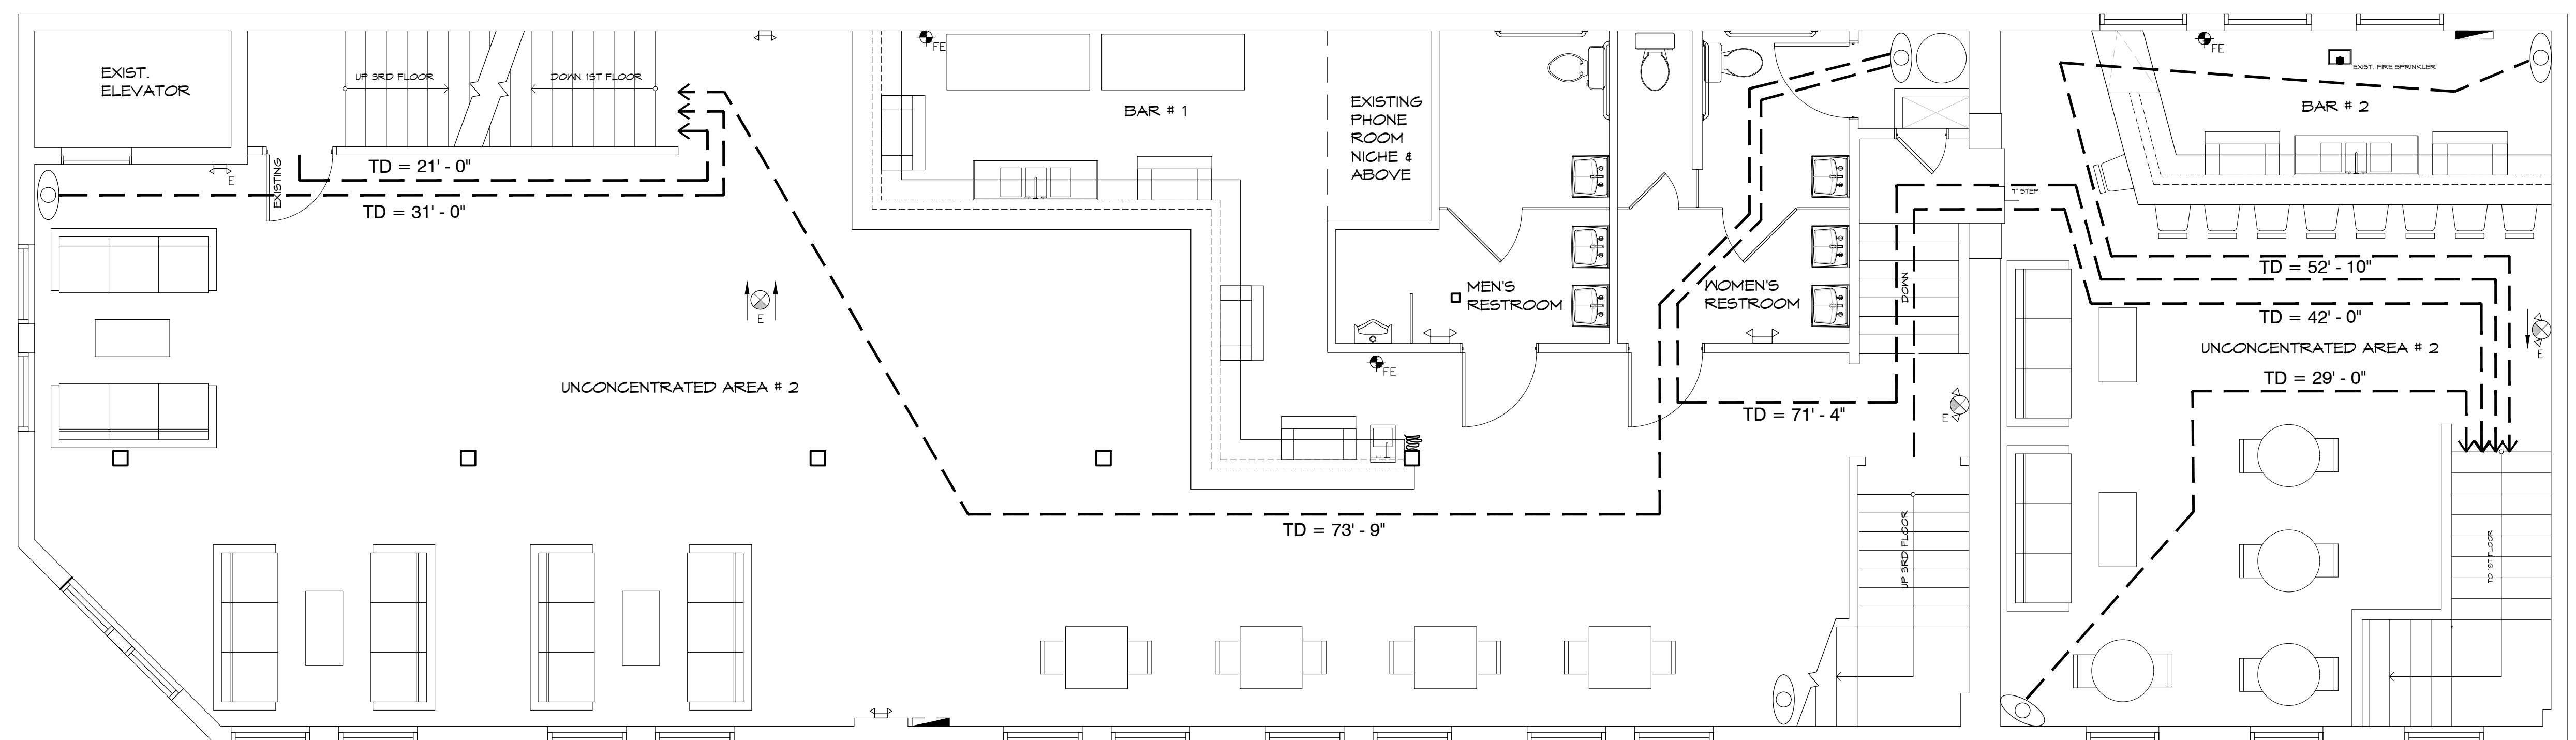 EXIST.
ELEVATOR
UP 3RD FLOOR
DOWN 1ST FLOOR
EXISTING
E
TD = 21' - 0"
TD = 31' - 0"
FE
BAR # 1
EXISTING
PHONE
ROOM
NICHE &
ABOVE
E
UNCONCENTRATED AREA # 2
MEN'S
RESTROOM
WOMEN'S
RESTROOM
FE
TD = 73' - 9"
TD = 71' - 4"
DOWN
E
UP 3RD FLOOR
FE
EXIST. FIRE SPRINKLER
BAR # 2
1" STEP
TD = 52' - 10"
TD = 42' - 0"
UNCONCENTRATED AREA # 2
TD = 29' - 0"
E
TO 1ST FLOOR